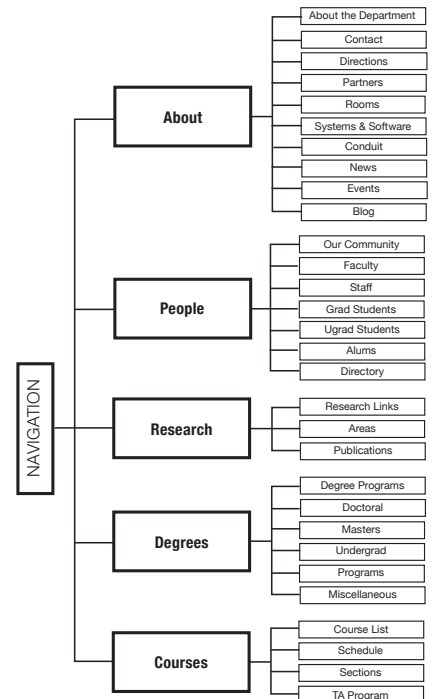 NAVIGATION
About
About the Department
Contact
Directions
Partners
Rooms
Systems & Software
Conduit
News
Events
Blog
People
Our Community
Faculty
Staff
Grad Students
Ugrad Students
Alums
Directory
Research
Research Links
Areas
Publications
Degrees
Degree Programs
Doctoral
Masters
Undergrad
Programs
Miscellaneous
Courses
Course List
Schedule
Sections
TA Program